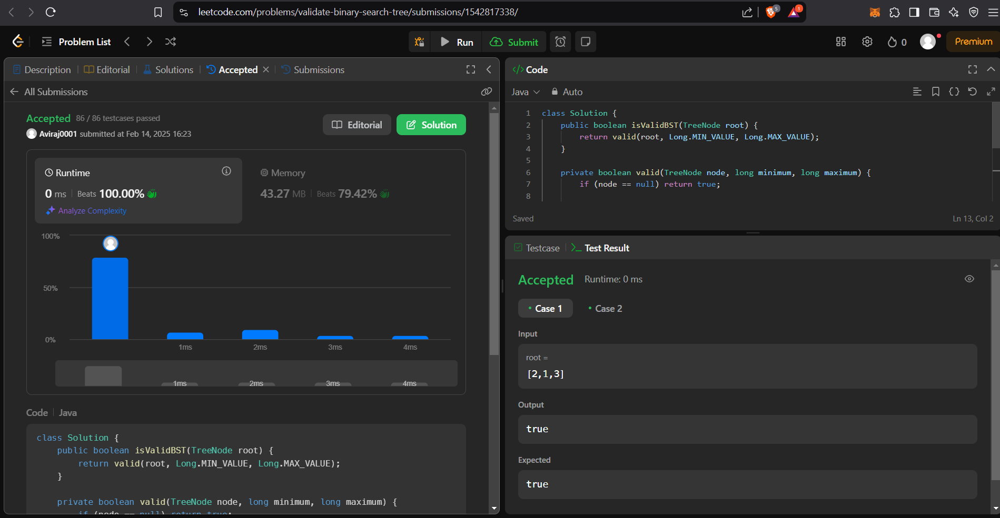 leetcode.com/problems/validate-binary-search-tree/submissions/1542817338/
5
1
Problem List
Run
Submit
0
Premium
Description
Editorial
Solutions
Accepted
Submissions
All Submissions
Accepted 86 / 86 testcases passed
Aviraj0001 submitted at Feb 14, 2025 16:23
Editorial
Solution
Runtime
0 ms Beats 100.00%
Analyze Complexity
Memory
43.27 MB Beats 79.42%
100%
50%
0%
1ms 2ms 3ms 4ms
1ms 2ms 3ms 4ms
Code Java
class Solution {
public boolean isValidBST(TreeNode root) {
return valid(root, Long.MIN_VALUE, Long.MAX_VALUE);
}
private boolean valid(TreeNode node, long minimum, long maximum) {
if (node == null) return true;
</> Code
Java Auto
1 class Solution {
2 public boolean isValidBST(TreeNode root) {
3 return valid(root, Long.MIN_VALUE, Long.MAX_VALUE);
4 }
5
6 private boolean valid(TreeNode node, long minimum, long maximum) {
7 if (node == null) return true;
8
Saved Ln 13, Col 2
Testcase >_ Test Result
Accepted Runtime: 0 ms
Case 1 Case 2
Input
root =
[2,1,3]
Output
true
Expected
true